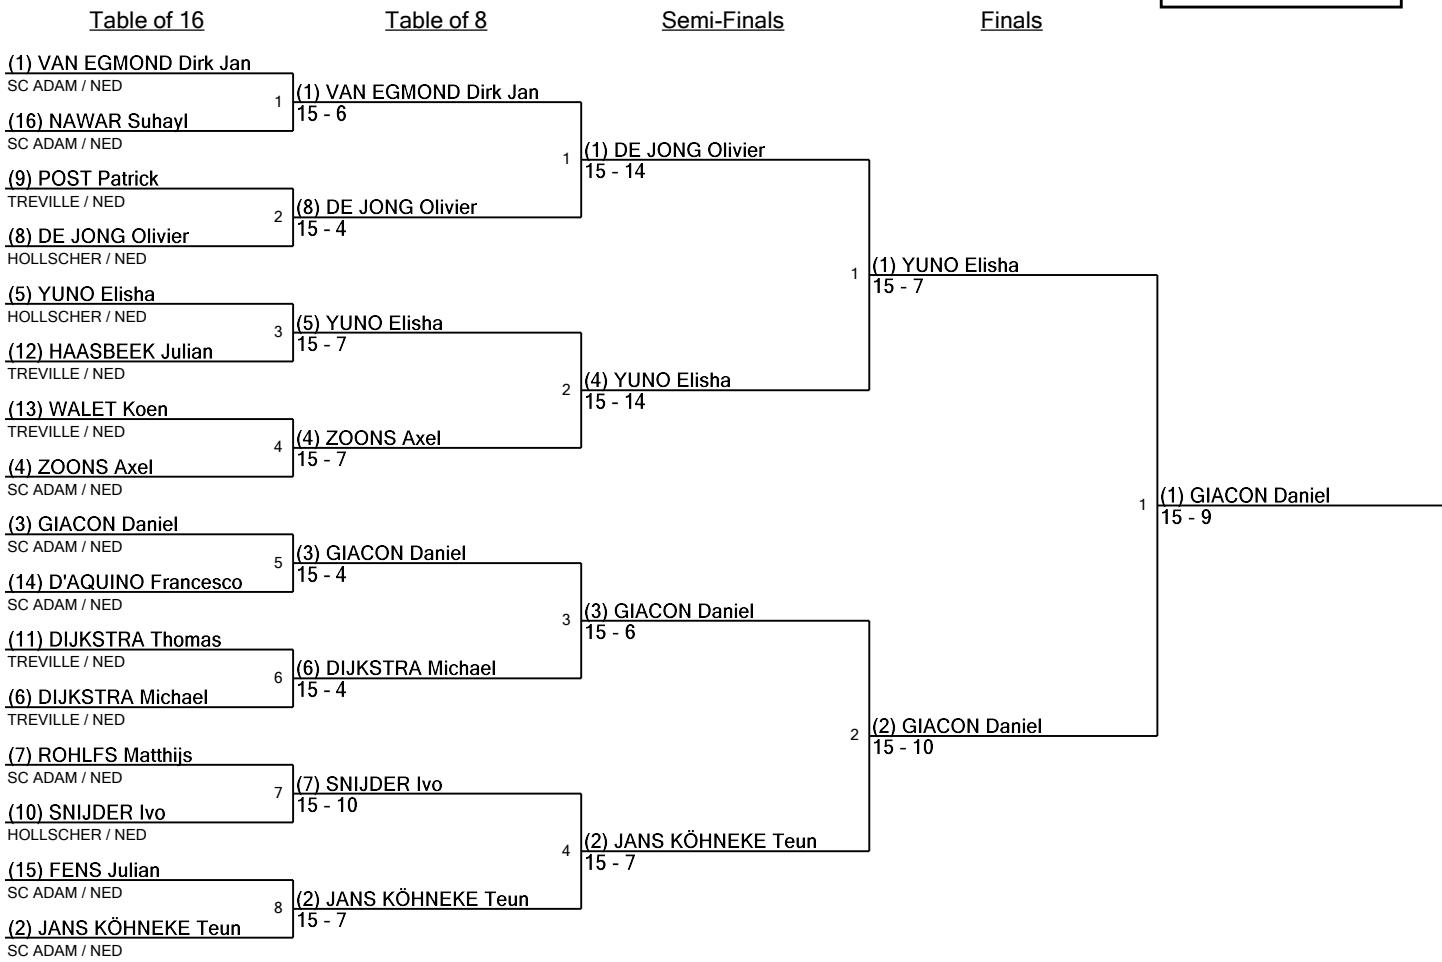 Table of 16
Table of 8
Semi-Finals
Finals
(1) VAN EGMOND Dirk Jan
SC ADAM / NED
1
(1) VAN EGMOND Dirk Jan
15 - 6
(16) NAWAR Suhayl
SC ADAM / NED
1
(1) DE JONG Olivier
15 - 14
(9) POST Patrick
TREVILLE / NED
2
(8) DE JONG Olivier
15 - 4
(8) DE JONG Olivier
HOLLSCHER / NED
1
(1) YUNO Elisha
15 - 7
(5) YUNO Elisha
HOLLSCHER / NED
3
(5) YUNO Elisha
15 - 7
(12) HAASBEEK Julian
TREVILLE / NED
2
(4) YUNO Elisha
15 - 14
(13) WALET Koen
TREVILLE / NED
4
(4) ZOONS Axel
15 - 7
(4) ZOONS Axel
SC ADAM / NED
1
(1) GIACON Daniel
15 - 9
(3) GIACON Daniel
SC ADAM / NED
5
(3) GIACON Daniel
15 - 4
(14) D'AQUINO Francesco
SC ADAM / NED
3
(3) GIACON Daniel
15 - 6
(11) DIJKSTRA Thomas
TREVILLE / NED
6
(6) DIJKSTRA Michael
15 - 4
(6) DIJKSTRA Michael
TREVILLE / NED
2
(2) GIACON Daniel
15 - 10
(7) ROHLFS Matthijs
SC ADAM / NED
7
(7) SNIJDER Ivo
15 - 10
(10) SNIJDER Ivo
HOLLSCHER / NED
4
(2) JANS KÖHNEKE Teun
15 - 7
(15) FENS Julian
SC ADAM / NED
8
(2) JANS KÖHNEKE Teun
15 - 7
(2) JANS KÖHNEKE Teun
SC ADAM / NED